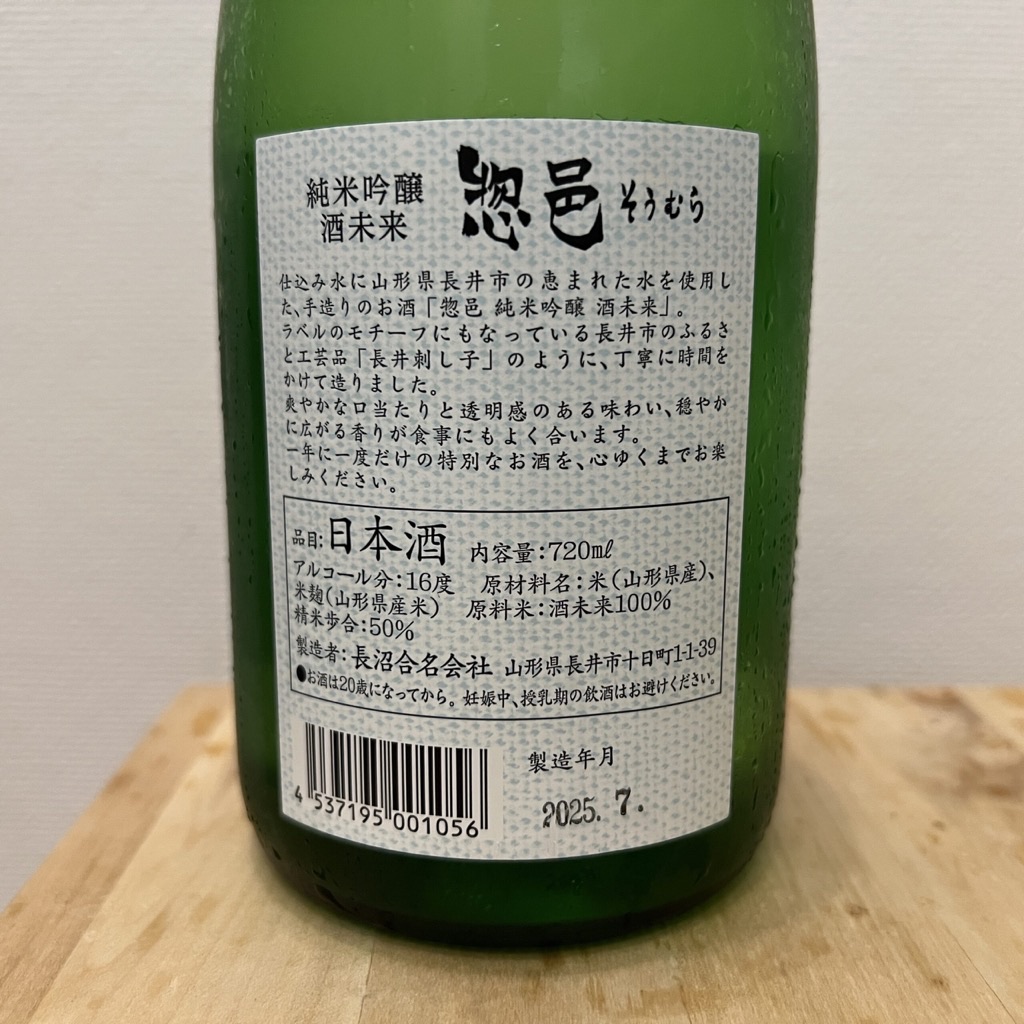 純米吟醸
酒未来
惣邑 そうむら
仕込み水に山形県長井市の恵まれた水を使用し
た、手造りのお酒「惣邑 純米吟醸 酒未来」。
ラベルのモチーフにもなっている長井市のふるさ
と工芸品「長井刺し子」のように、丁寧に時間を
かけて造りました。
爽やかな口当たりと透明感のある味わい、穏やか
に広がる香りが食事にもよく合います。
一年に一度だけの特別なお酒を、心ゆくまでお楽
しみください。
品目:日本酒 内容量:720㎖
アルコール分:16度 原材料名:米(山形県産)、
米麹(山形県産米) 原料米:酒未来100%
精米歩合:50%
製造者:長沼合名会社 山形県長井市十日町1-1-39
●お酒は20歳になってから。妊娠中、授乳期の飲酒はお避けください。
製造年月
2025. 7.
4 537195 001056